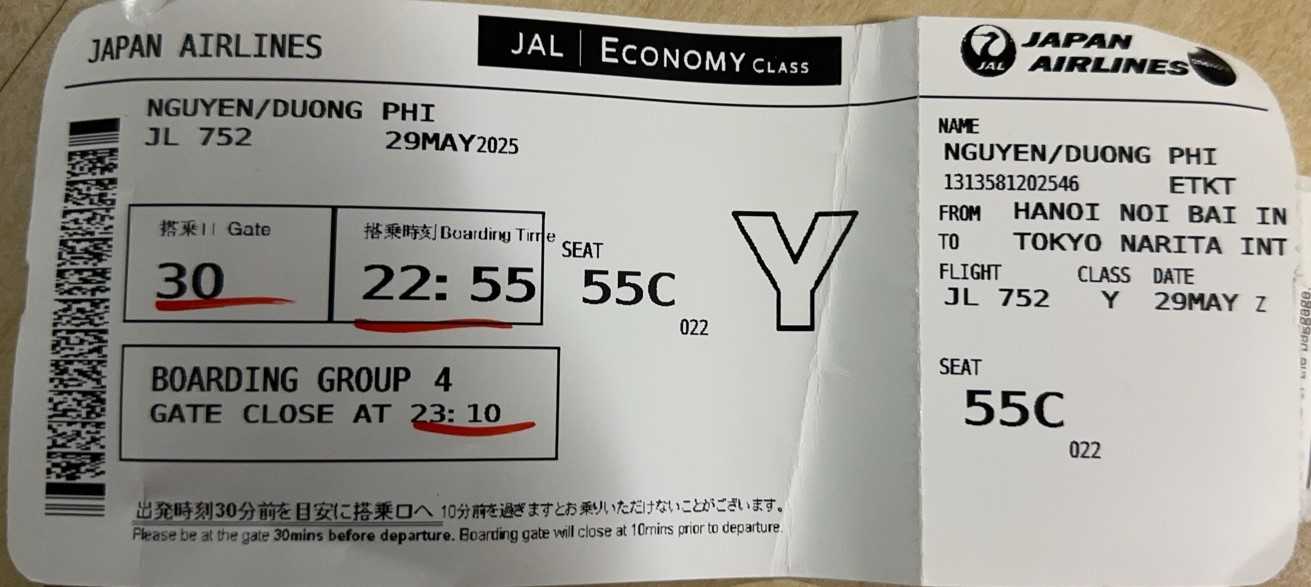 JAPAN AIRLINES
JAL | ECONOMY CLASS
NGUYEN/DUONG PHI
JL 752 29MAY2025
搭乗口 Gate
30
搭乗時刻 Boarding Time
22:55
SEAT
55C
022
Y
BOARDING GROUP 4
GATE CLOSE AT 23:10
出発時刻30分前を目安に搭乗口へ 10分前を過ぎますとお乗りいただけないことがございます。
Please be at the gate 30mins before departure. Boarding gate will close at 10mins prior to departure.
JAL
JAPAN
AIRLINES
NAME
NGUYEN/DUONG PHI
1313581202546 ETKT
FROM HANOI NOI BAI IN
TO TOKYO NARITA INT
FLIGHT CLASS DATE
JL 752 Y 29MAY Z
SEAT
55C
022